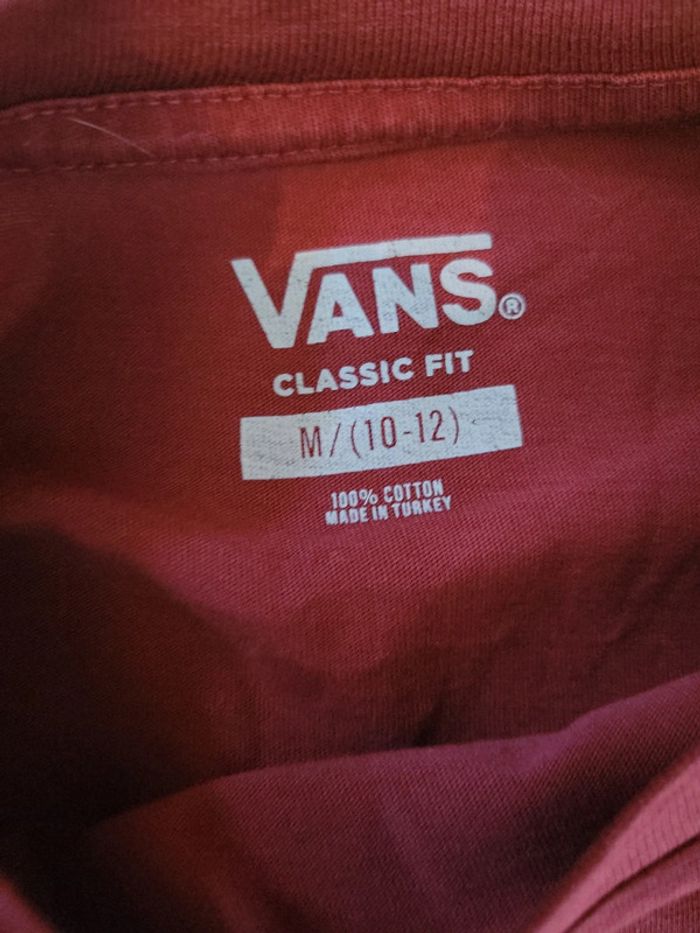 VANS®
CLASSIC FIT
M/(10-12)
100% COTTON
MADE IN TURKEY